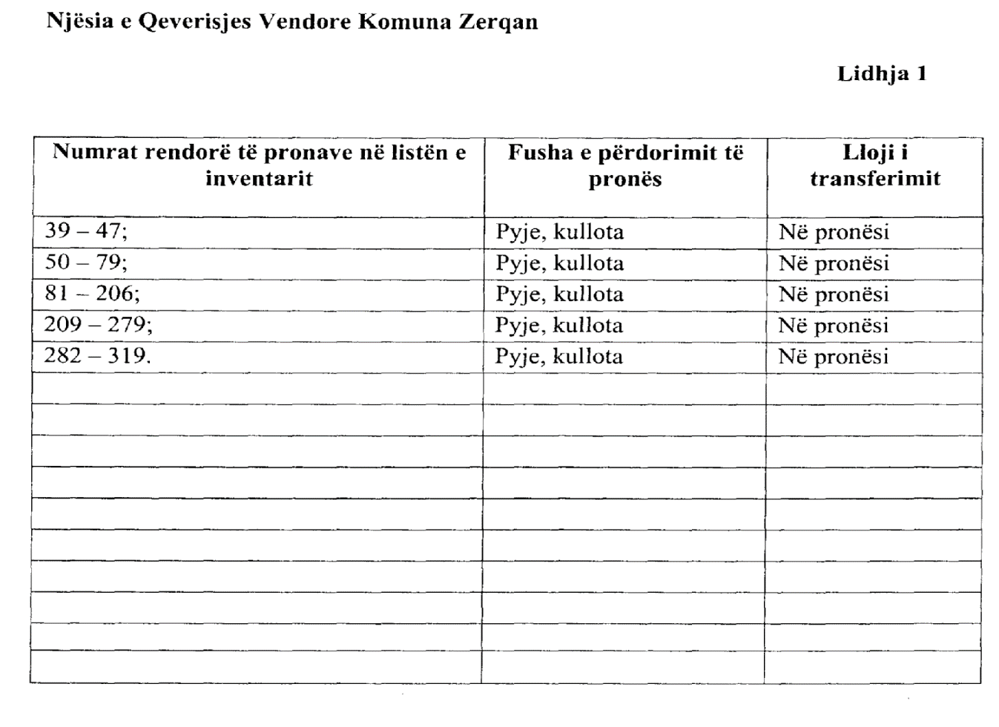 Njësia e Qeverisjes Vendore Komuna Zerqan
Lidhja 1
Numrat rendorë të pronave në listën e inventarit | Fusha e përdorimit të pronës | Lloji i transferimit
39 – 47; | Pyje, kullota | Në pronësi
50 – 79; | Pyje, kullota | Në pronësi
81 – 206; | Pyje, kullota | Në pronësi
209 – 279; | Pyje, kullota | Në pronësi
282 – 319. | Pyje, kullota | Në pronësi